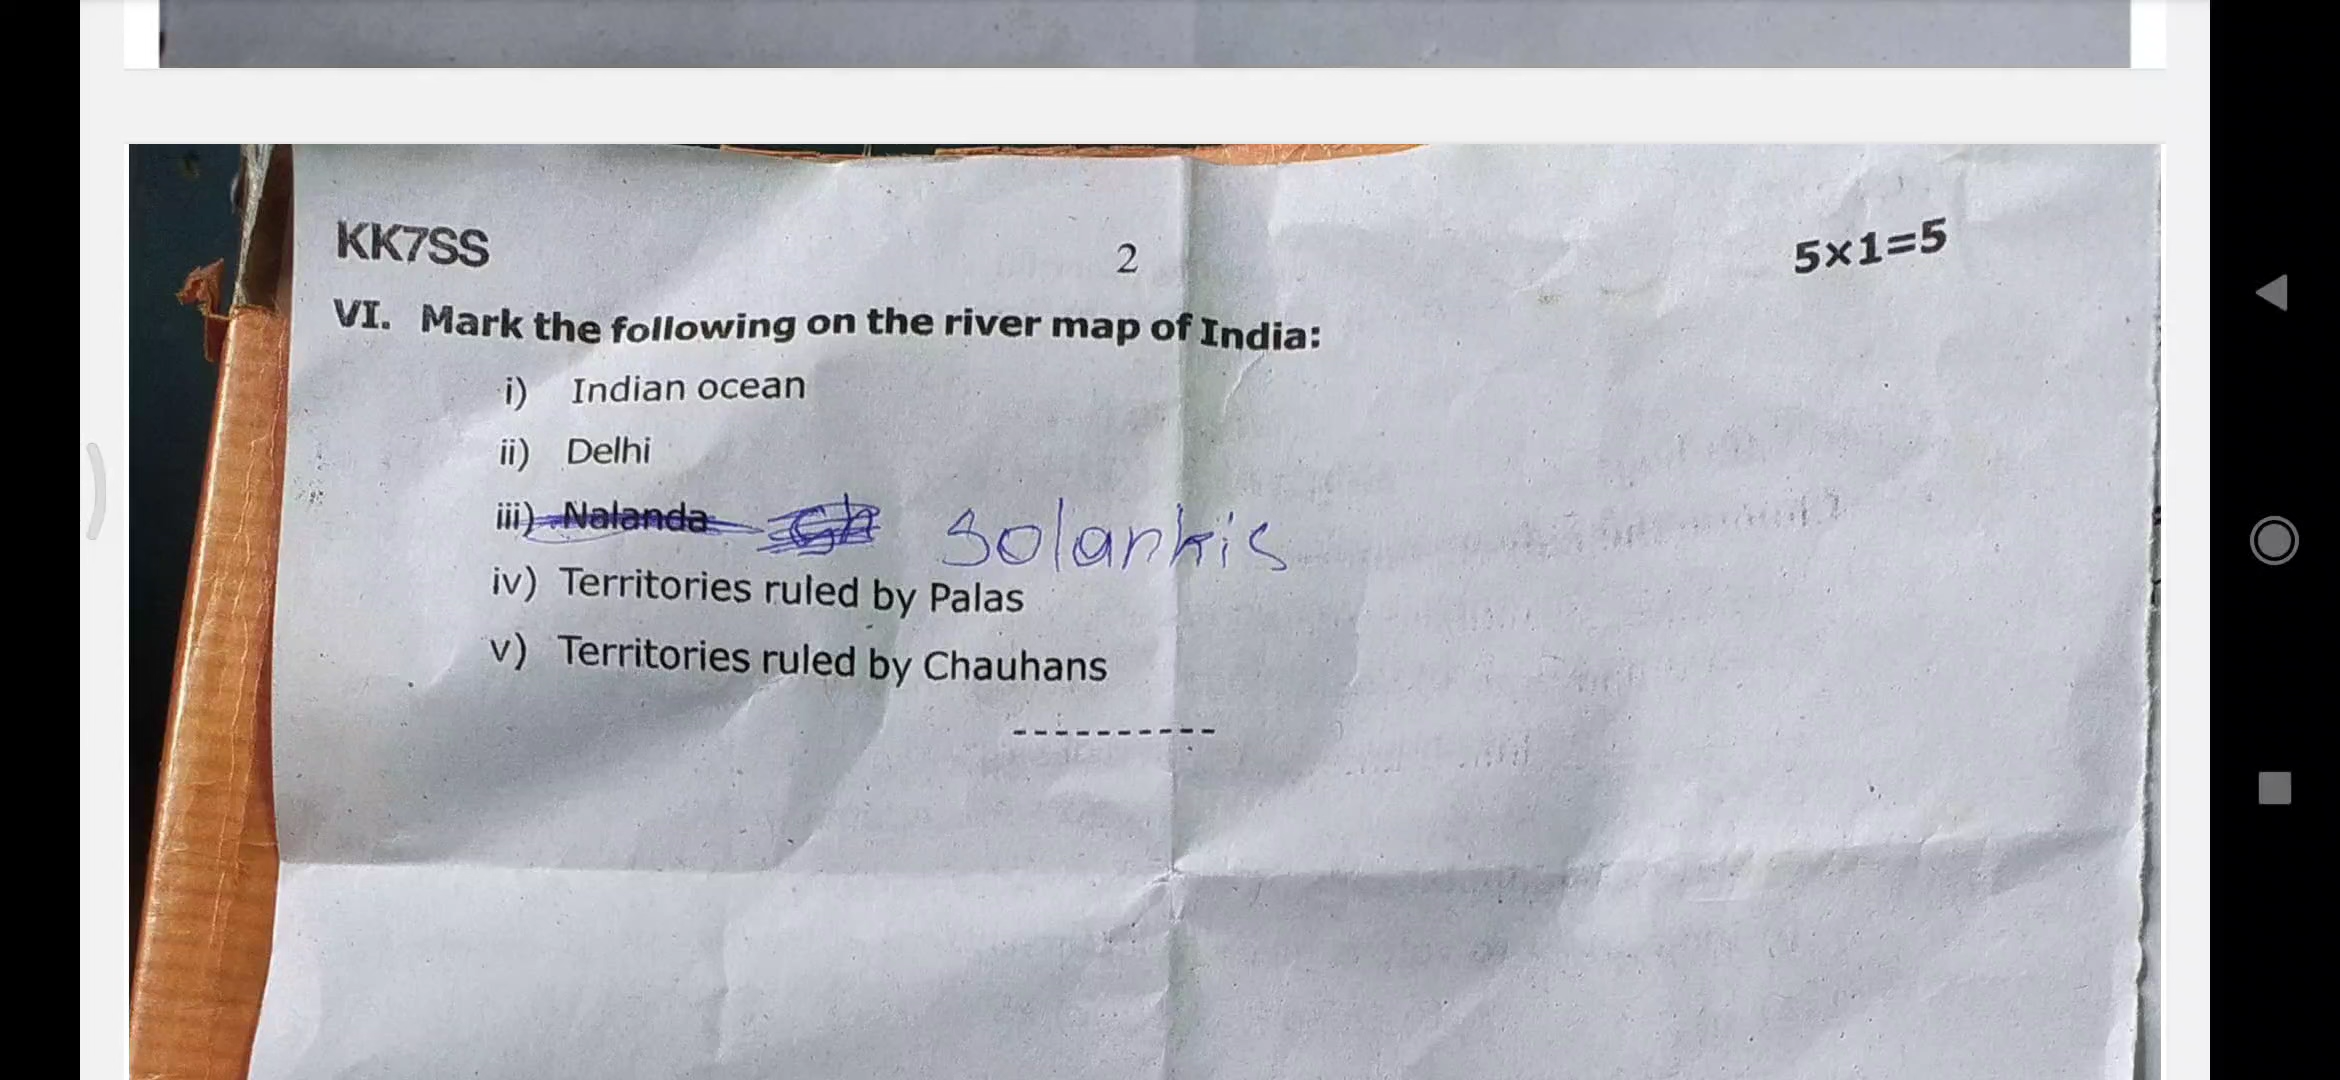 KK7SS
2
5×1=5
VI. Mark the following on the river map of India:
i) Indian ocean
ii) Delhi
iii) Nalanda Solankis
iv) Territories ruled by Palas
v) Territories ruled by Chauhans
----------